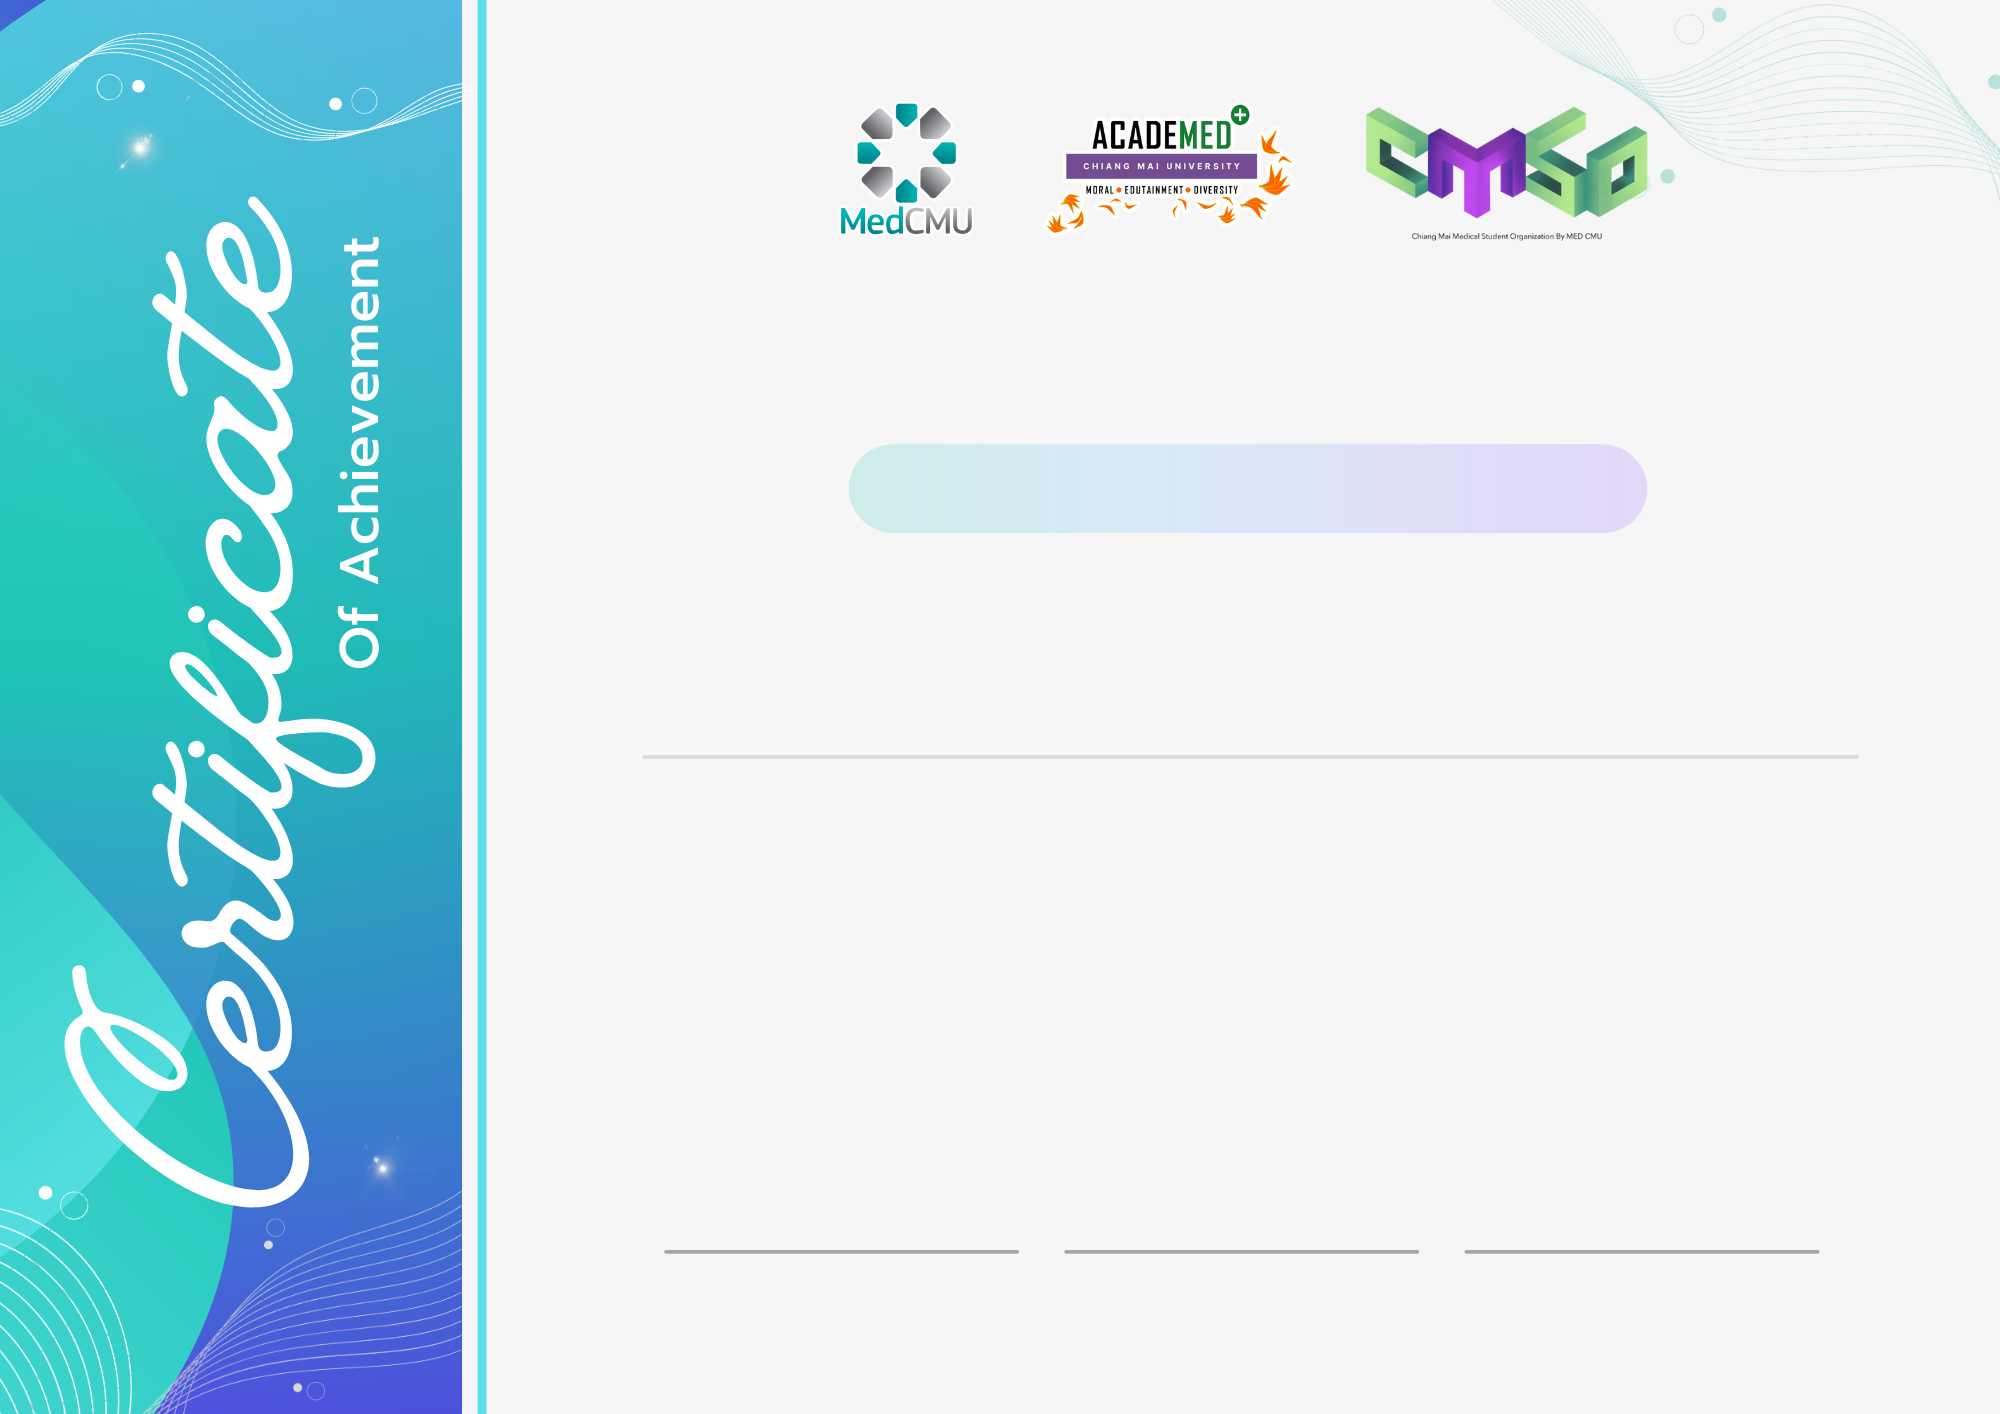 Certificate
Of Achievement
MedCMU
ACADEMED
CHIANG MAI UNIVERSITY
MORAL • EDUTAINMENT • DIVERSITY
CMSO
Chiang Mai Medical Student Organization By MED CMU